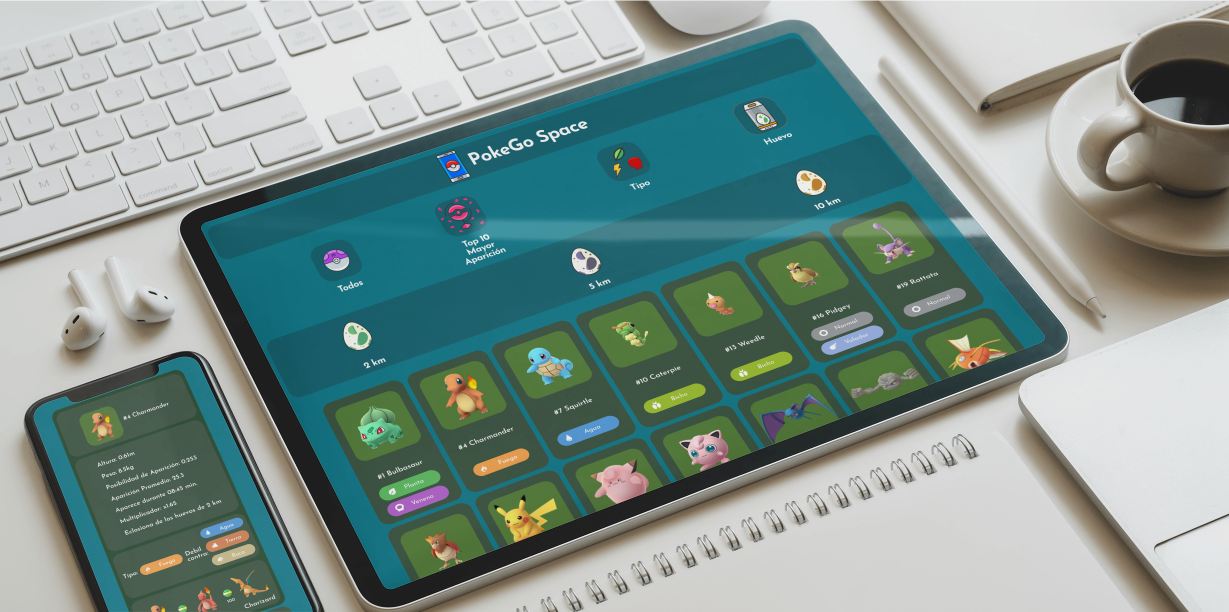 PokeGo Space
Todos
Top 10
Mayor
Aparición
Tipo
Huevo
2 km
5 km
10 km
#1 Bulbasaur
Planta
Veneno
#4 Charmander
Fuego
#7 Squirtle
Agua
#10 Caterpie
Bicho
#13 Weedle
Bicho
#16 Pidgey
Normal
Volador
#19 Rattata
Normal
#4 Charmander
Altura: 0.61m
Peso: 8.5kg
Posibilidad de Aparición: 0.253
Aparición Promedio: 25.3
Aparece durante 08:45 min.
Multiplicador: x1.65
Eclosiona de los huevos de 2 km
Tipo:
Fuego
Debil
contra:
Agua
Tierra
Roca
100
Charizard
command
option